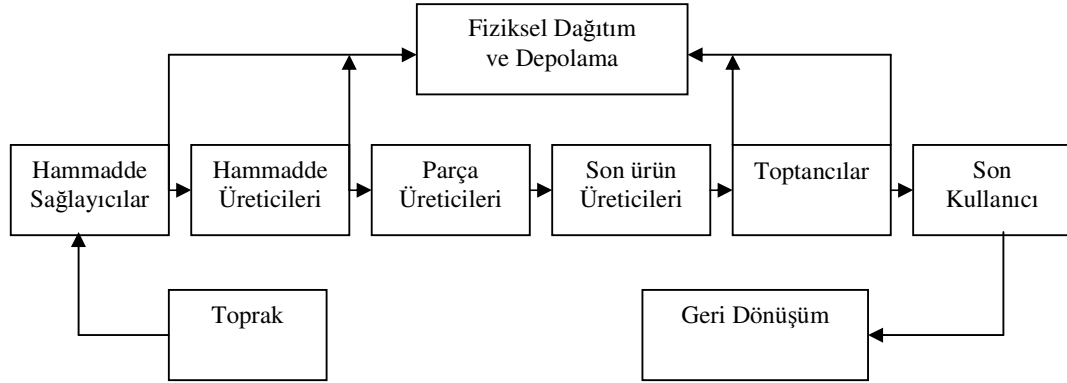 Fiziksel Dağıtım
ve Depolama
Hammadde
Sağlayıcılar
Hammadde
Üreticileri
Parça
Üreticileri
Son ürün
Üreticileri
Toptancılar
Son
Kullanıcı
Toprak
Geri Dönüşüm